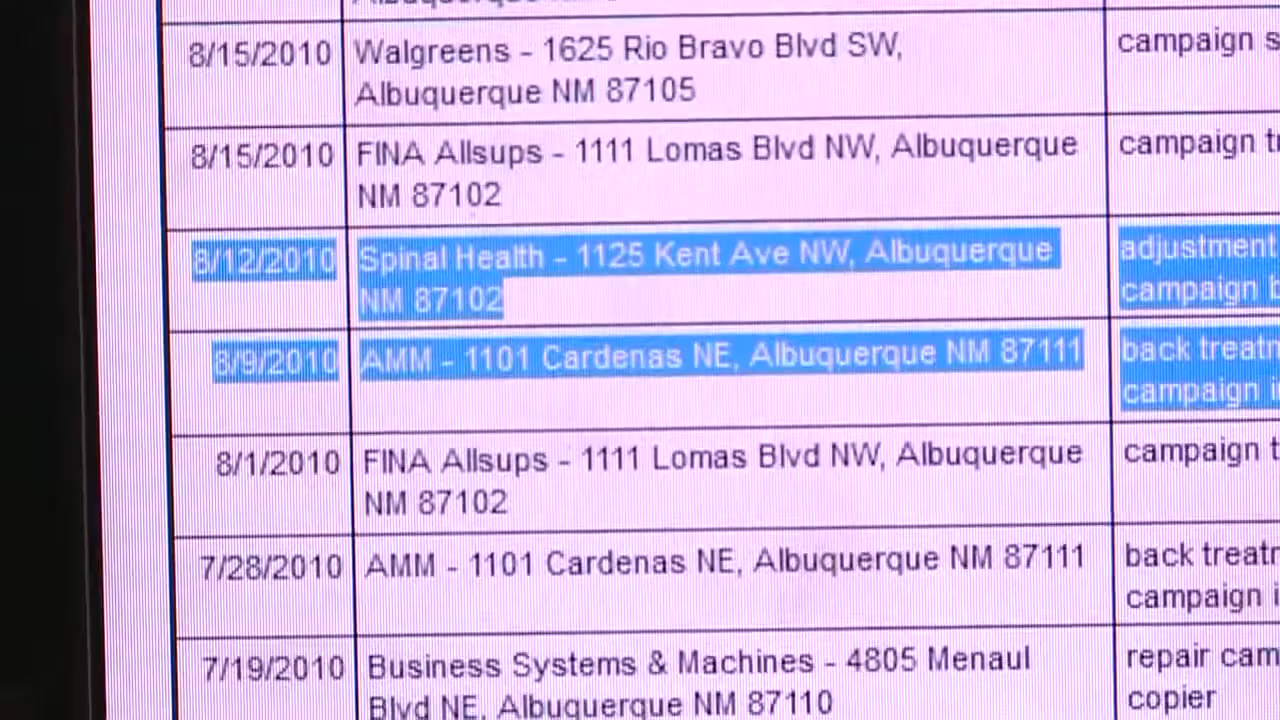 8/15/2010 Walgreens - 1625 Rio Bravo Blvd SW, campaign
Albuquerque NM 87105
8/15/2010 FINA Allsups - 1111 Lomas Blvd NW, Albuquerque campaign
NM 87102
8/12/2010 Spinal Health - 1125 Kent Ave NW, Albuquerque adjustment
NM 87102 campaign
8/9/2010 AMM - 1101 Cardenas NE, Albuquerque NM 87111 back
campaign
8/1/2010 FINA Allsups - 1111 Lomas Blvd NW, Albuquerque campaign
NM 87102
7/28/2010 AMM - 1101 Cardenas NE, Albuquerque NM 87111 back
campaign
7/19/2010 Business Systems & Machines - 4805 Menaul repair
Blvd NE, Albuquerque NM 87110 copier